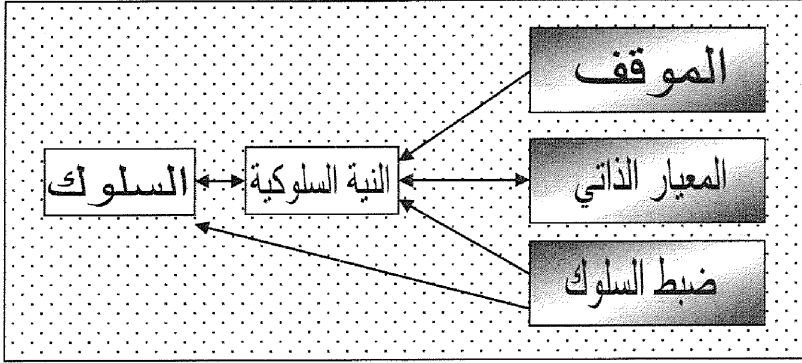 الموقف
المعيار الذاتي
النية السلوكية
السلوك
ضبط السلوك